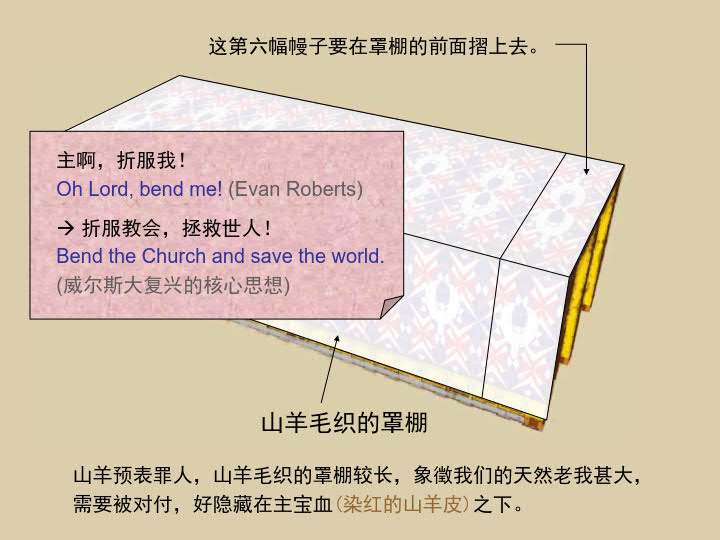 这第六幅幔子要在罩棚的前面摺上去。
主啊，折服我！
Oh Lord, bend me! (Evan Roberts)
→ 折服教会，拯救世人！
Bend the Church and save the world.
(威尔斯大复兴的核心思想)
山羊毛织的罩棚
山羊预表罪人，山羊毛织的罩棚较长，象徵我们的天然老我甚大，
需要被对付，好隐藏在主宝血(染红的山羊皮)之下。